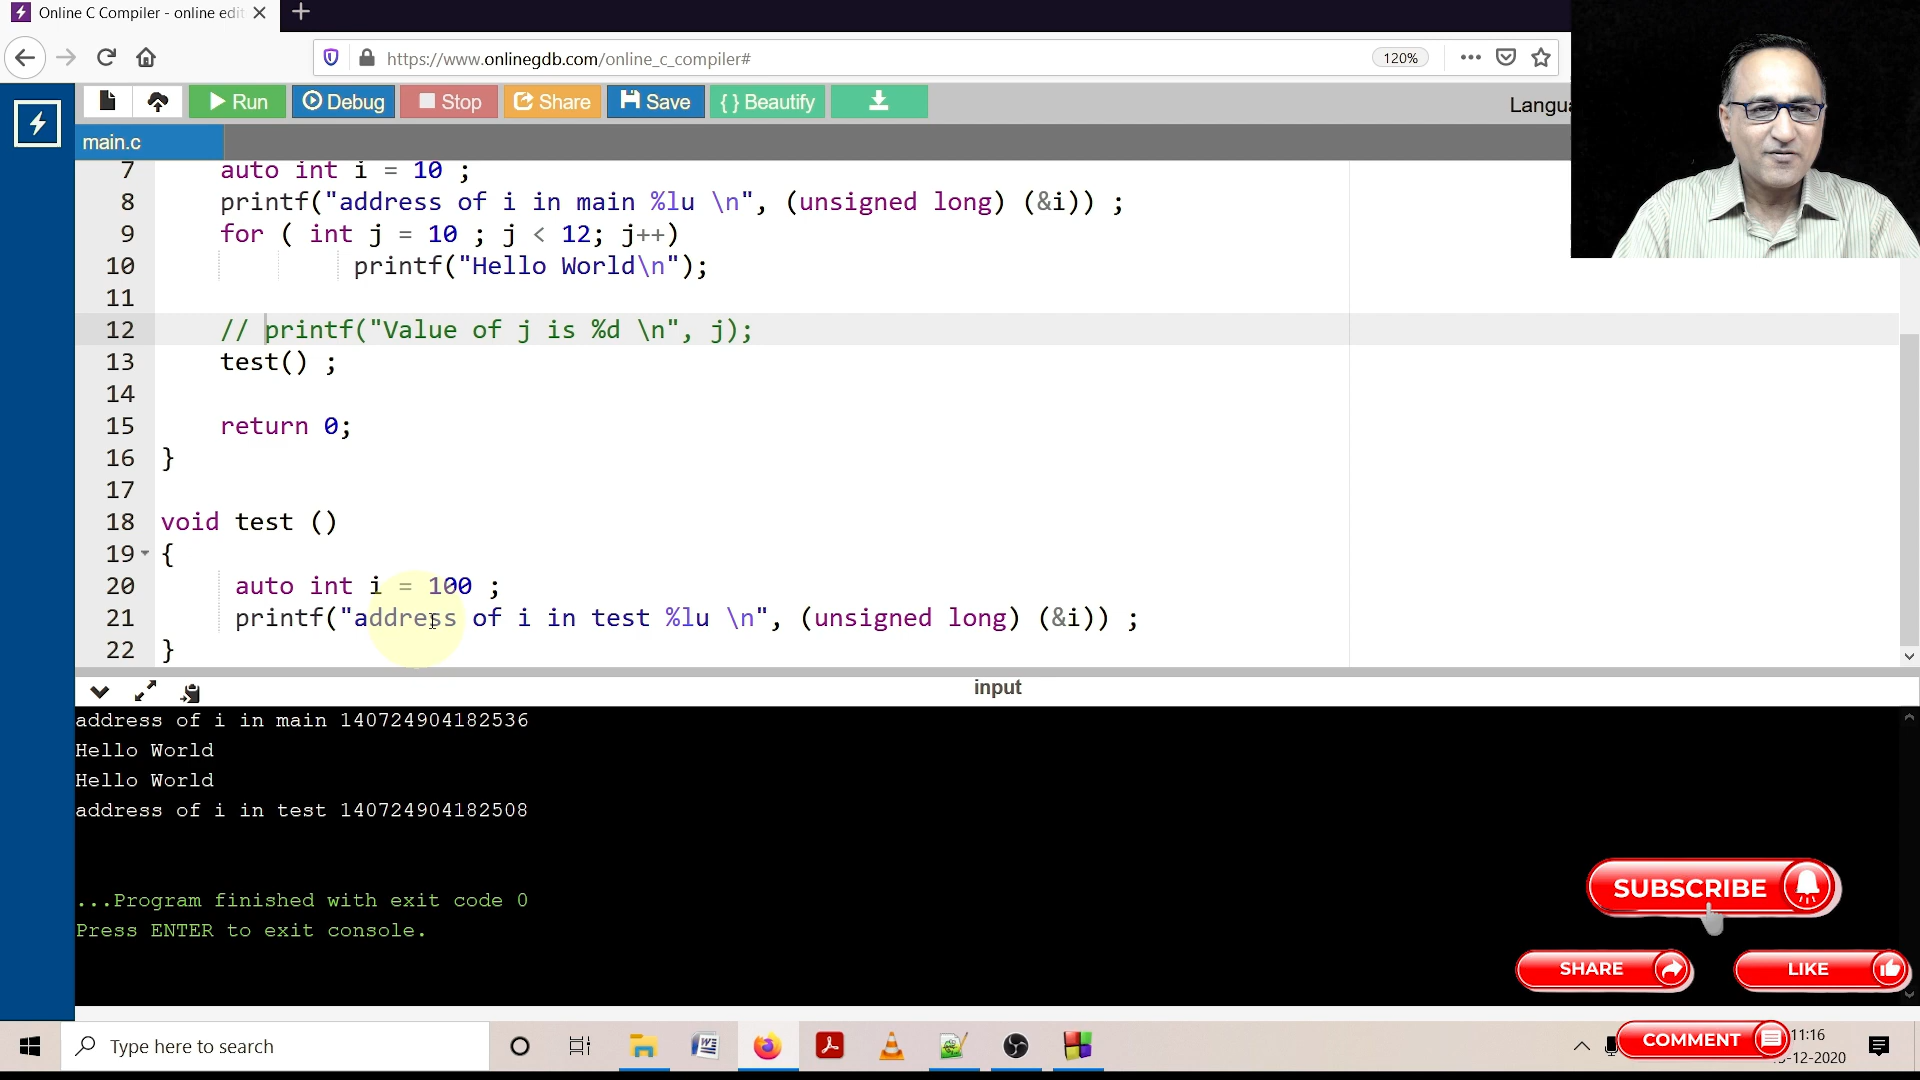 Online C Compiler - online edit
https://www.onlinegdb.com/online_c_compiler#
120%
Run
Debug
Stop
Share
Save
{ } Beautify
main.c
7 auto int i = 10 ;
8 printf("address of i in main %lu \n", (unsigned long) (&i)) ;
9 for ( int j = 10 ; j < 12; j++)
10 printf("Hello World\n");
11
12 // printf("Value of j is %d \n", j);
13 test() ;
14
15 return 0;
16 }
17
18 void test ()
19 {
20 auto int i = 100 ;
21 printf("address of i in test %lu \n", (unsigned long) (&i)) ;
22 }
input
address of i in main 140724904182536
Hello World
Hello World
address of i in test 140724904182508
...Program finished with exit code 0
Press ENTER to exit console.
SUBSCRIBE
SHARE
LIKE
Type here to search
COMMENT
11:16
-12-2020